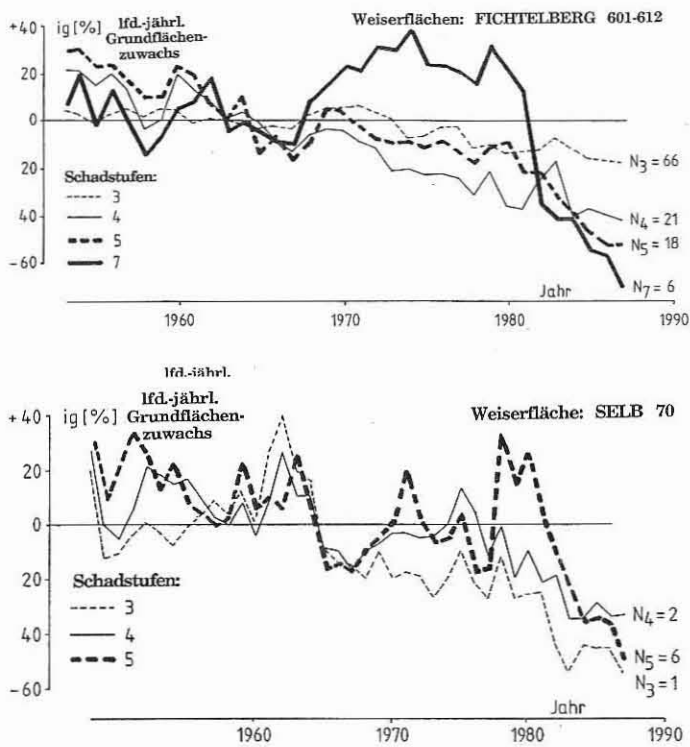 ig [%]
lfd.-jährl.
Grundflächen-
zuwachs
Weiserflächen: FICHTELBERG 601-612
+40
20
0
20
40
-60
Schadstufen:
3
4
5
7
N3 = 66
N4 = 21
N5 = 18
N7 = 6
Jahr
1960
1970
1980
1990
lfd.-jährl.
ig [%]
lfd.-jährl.
Grundflächen-
zuwachs
Weiserfläche: SELB 70
+40
20
0
20
40
-60
Schadstufen:
3
4
5
N4 = 2
N5 = 6
N3 = 1
Jahr
1960
1970
1980
1990